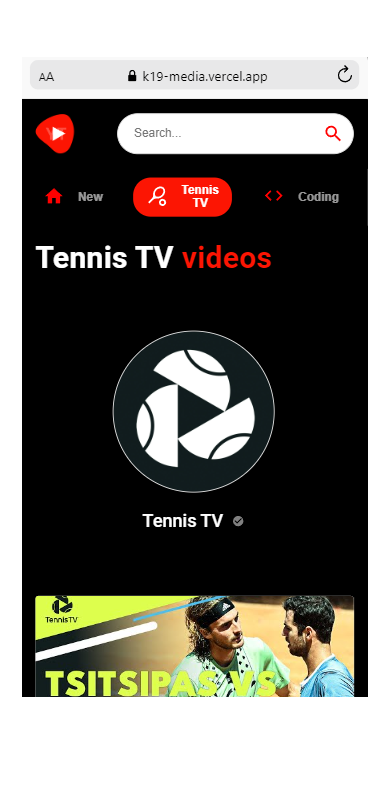 AA
k19-media.vercel.app
Search...
New
Tennis
TV
Coding
Tennis TV videos
Tennis TV
TennisTV
TSITSIPAS VS